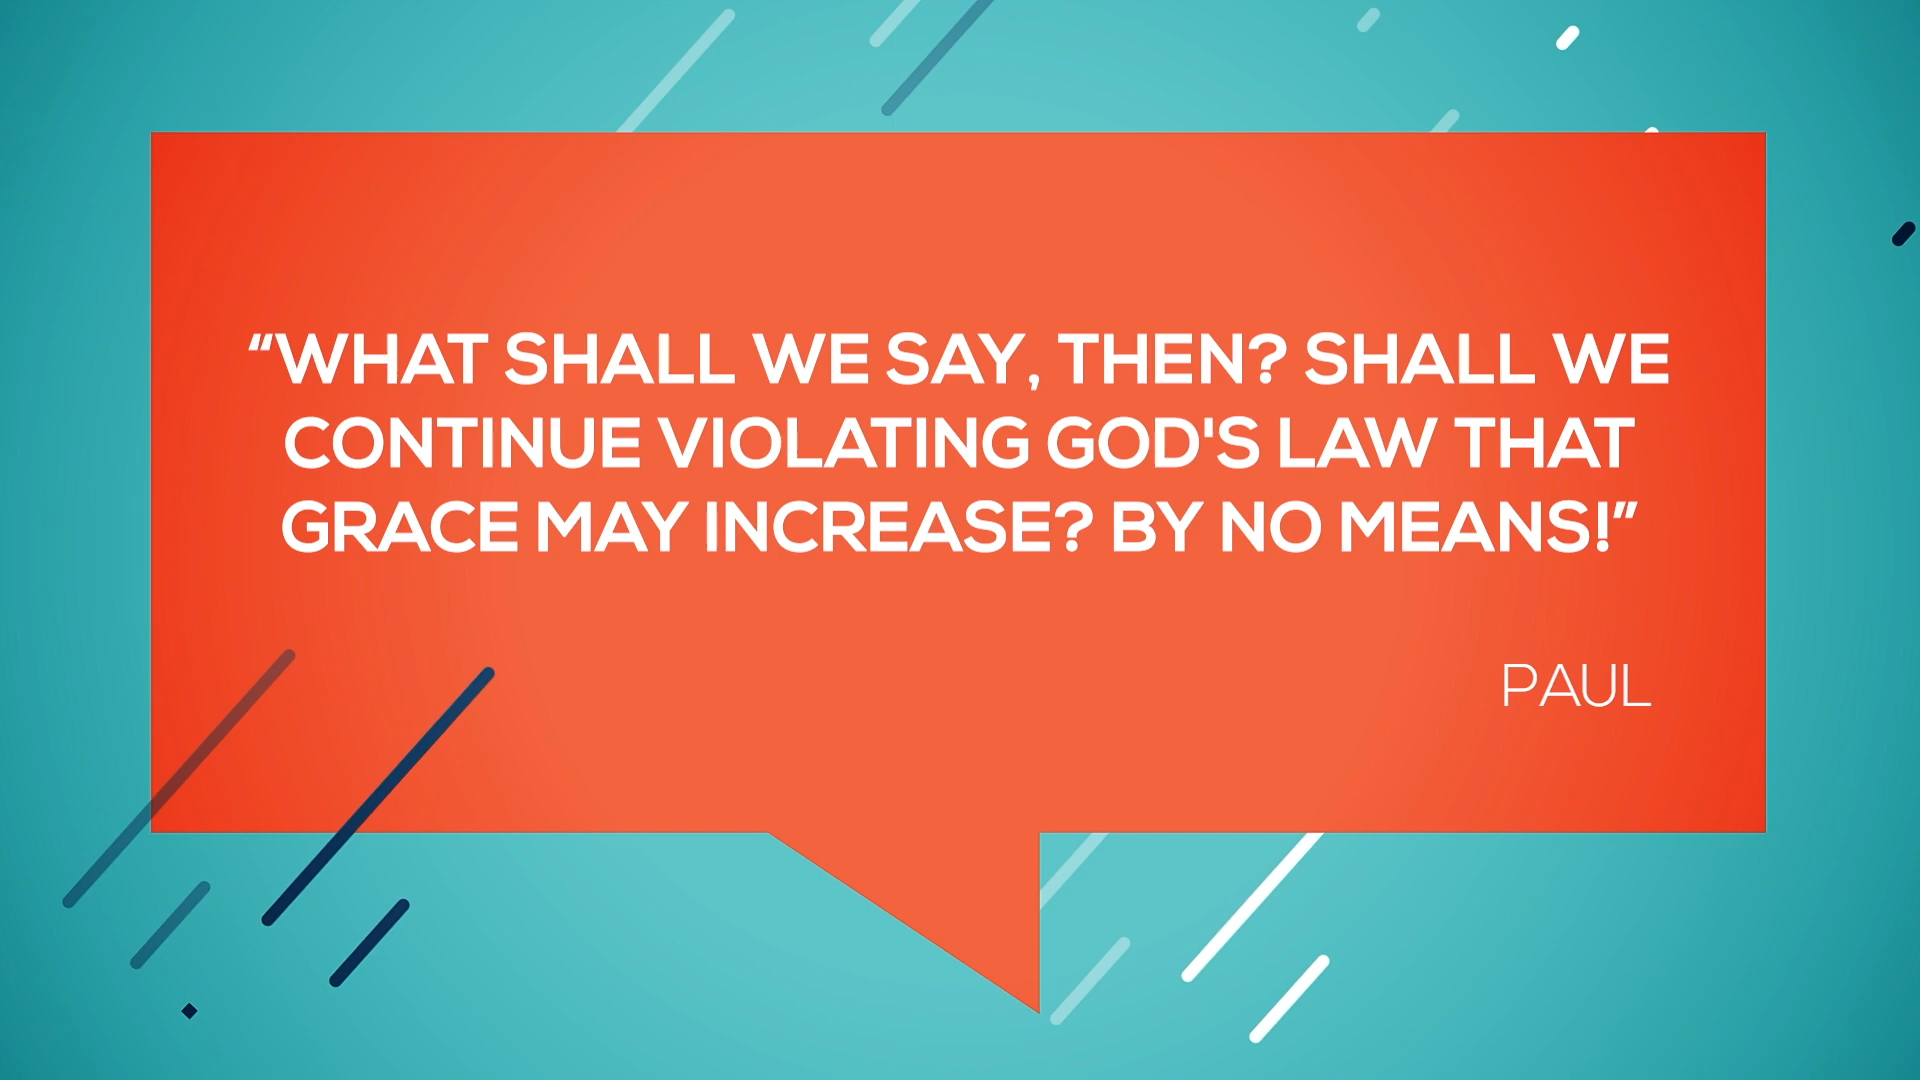 “WHAT SHALL WE SAY, THEN? SHALL WE
CONTINUE VIOLATING GOD'S LAW THAT
GRACE MAY INCREASE? BY NO MEANS!”
PAUL